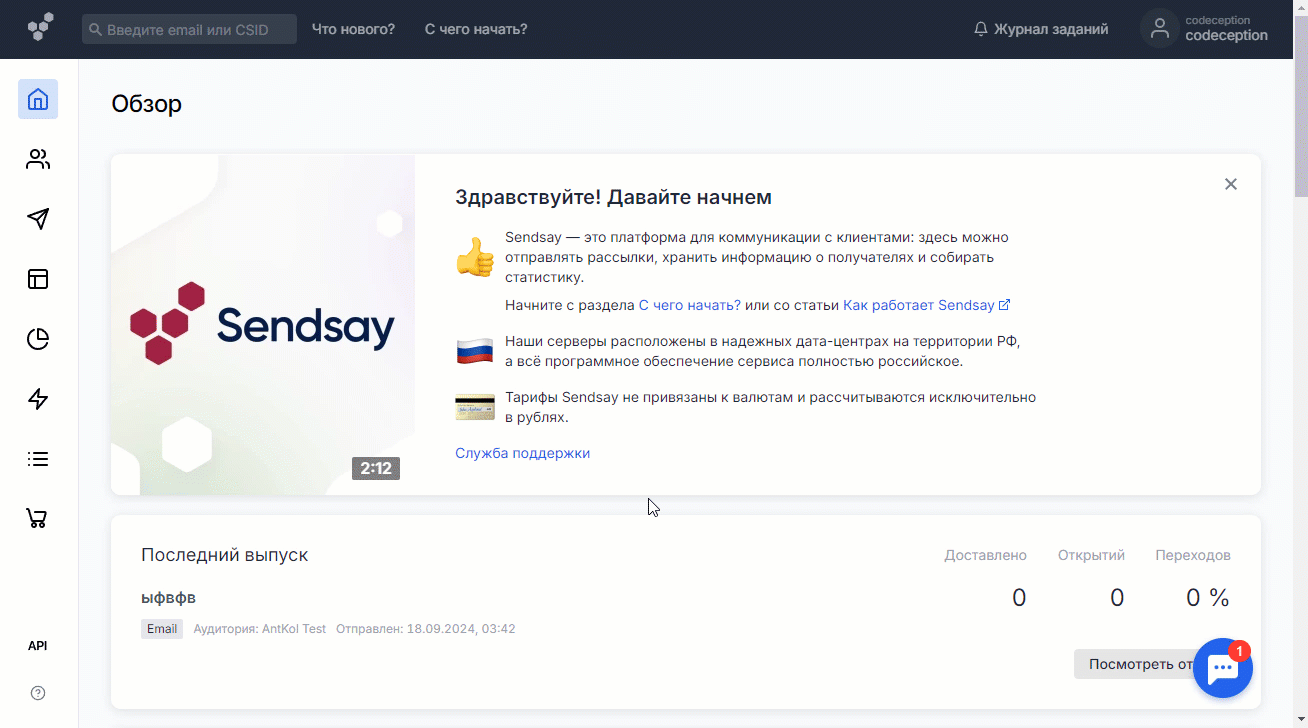 Введите email или CSID
Что нового?
С чего начать?
Журнал заданий
codeception
codeception
Обзор
Sendsay
2:12
Здравствуйте! Давайте начнем
Sendsay — это платформа для коммуникации с клиентами: здесь можно
отправлять рассылки, хранить информацию о получателях и собирать
статистику.
Начните с раздела С чего начать? или со статьи Как работает Sendsay
Наши серверы расположены в надежных дата-центрах на территории РФ,
а всё программное обеспечение сервиса полностью российское.
Тарифы Sendsay не привязаны к валютам и рассчитываются исключительно
в рублях.
Служба поддержки
Последний выпуск
Доставлено
Открытий
Переходов
ыфвфв
0
0
0 %
Email
Аудитория: AntKol Test
Отправлен: 18.09.2024, 03:42
Посмотреть от
1
API